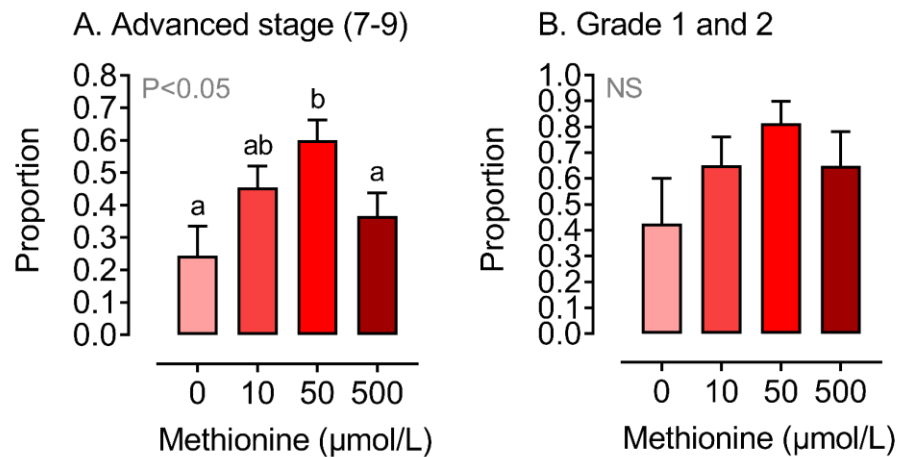 A. Advanced stage (7-9)
P<0.05
Proportion
0.8
0.7
0.6
0.5
0.4
0.3
0.2
0.1
0.0
a
ab
b
a
0 10 50 500
Methionine (µmol/L)
B. Grade 1 and 2
NS
Proportion
1.0
0.9
0.8
0.7
0.6
0.5
0.4
0.3
0.2
0.1
0.0
0 10 50 500
Methionine (µmol/L)